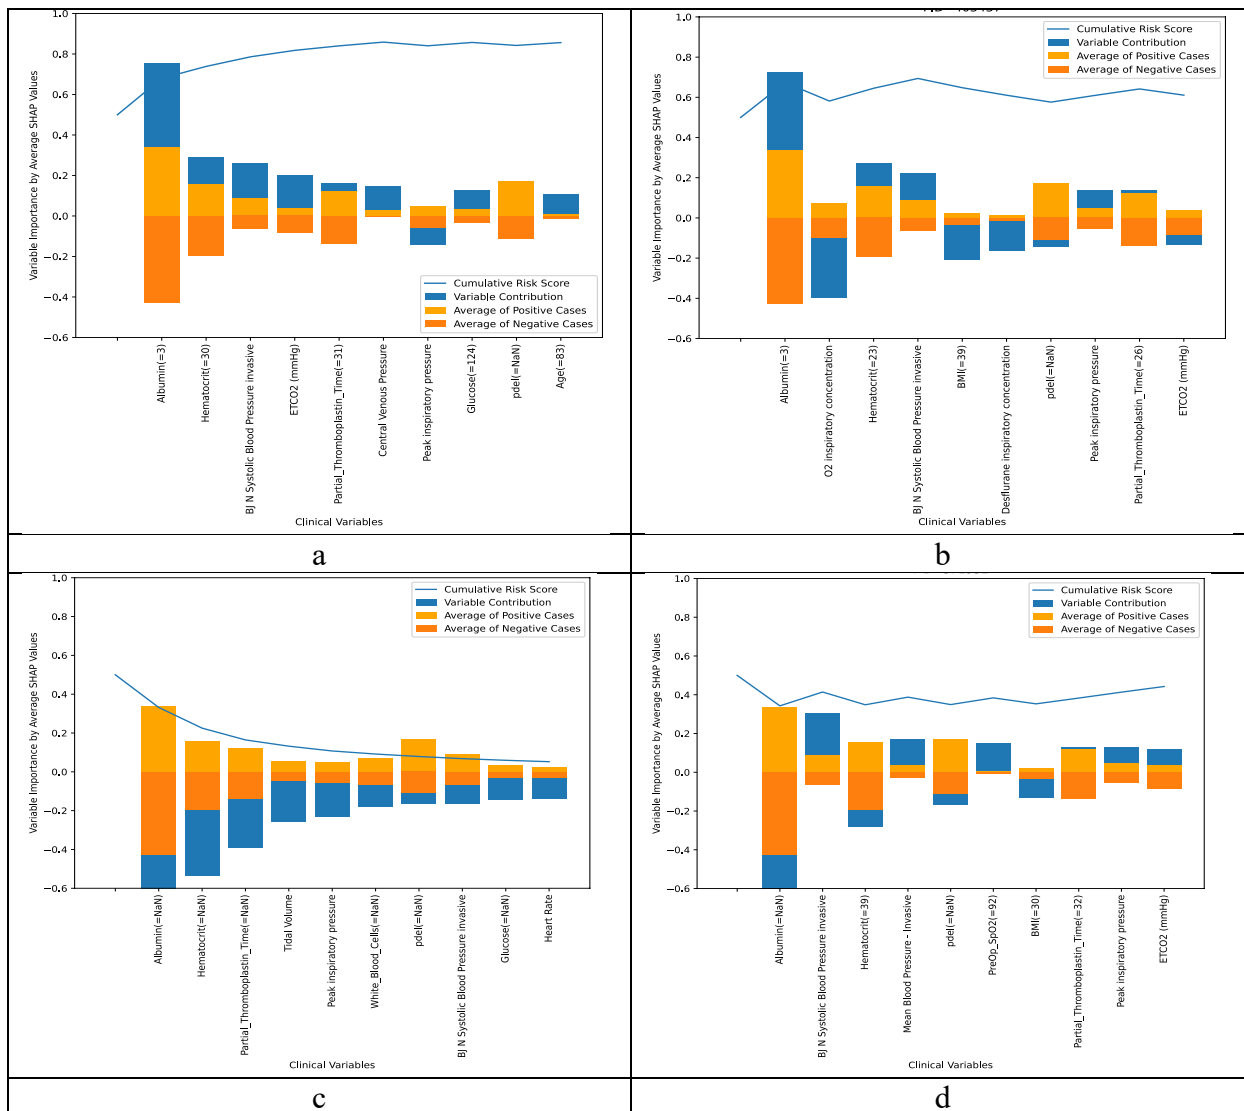 Variable Importance by Average SHAP Values
1.0
0.8
0.6
0.4
0.2
0.0
−0.2
−0.4
−0.6
Cumulative Risk Score
Variable Contribution
Average of Positive Cases
Average of Negative Cases
Albumin(=3)
Hematocrit(=30)
BJ N Systolic Blood Pressure invasive
ETCO2 (mmHg)
Partial_Thromboplastin_Time(=31)
Central Venous Pressure
Peak inspiratory pressure
Glucose(=124)
pdel(=NaN)
Age(=83)
Clinical Variables
a
Variable Importance by Average SHAP Values
1.0
0.8
0.6
0.4
0.2
0.0
−0.2
−0.4
−0.6
Cumulative Risk Score
Variable Contribution
Average of Positive Cases
Average of Negative Cases
Albumin(=3)
O2 inspiratory concentration
Hematocrit(=23)
BJ N Systolic Blood Pressure invasive
BMI(=39)
Desflurane inspiratory concentration
pdel(=NaN)
Peak inspiratory pressure
Partial_Thromboplastin_Time(=26)
ETCO2 (mmHg)
Clinical Variables
b
Variable Importance by Average SHAP Values
1.0
0.8
0.6
0.4
0.2
0.0
−0.2
−0.4
−0.6
Cumulative Risk Score
Variable Contribution
Average of Positive Cases
Average of Negative Cases
Albumin(=NaN)
Hematocrit(=NaN)
Partial_Thromboplastin_Time(=NaN)
Tidal Volume
Peak inspiratory pressure
White_Blood_Cells(=NaN)
pdel(=NaN)
BJ N Systolic Blood Pressure invasive
Glucose(=NaN)
Heart Rate
Clinical Variables
c
Variable Importance by Average SHAP Values
1.0
0.8
0.6
0.4
0.2
0.0
−0.2
−0.4
−0.6
Cumulative Risk Score
Variable Contribution
Average of Positive Cases
Average of Negative Cases
Albumin(=NaN)
BJ N Systolic Blood Pressure invasive
Hematocrit(=39)
Mean Blood Pressure - Invasive
pdel(=NaN)
PreOp_SpO2(=92)
BMI(=30)
Partial_Thromboplastin_Time(=32)
Peak inspiratory pressure
ETCO2 (mmHg)
Clinical Variables
d